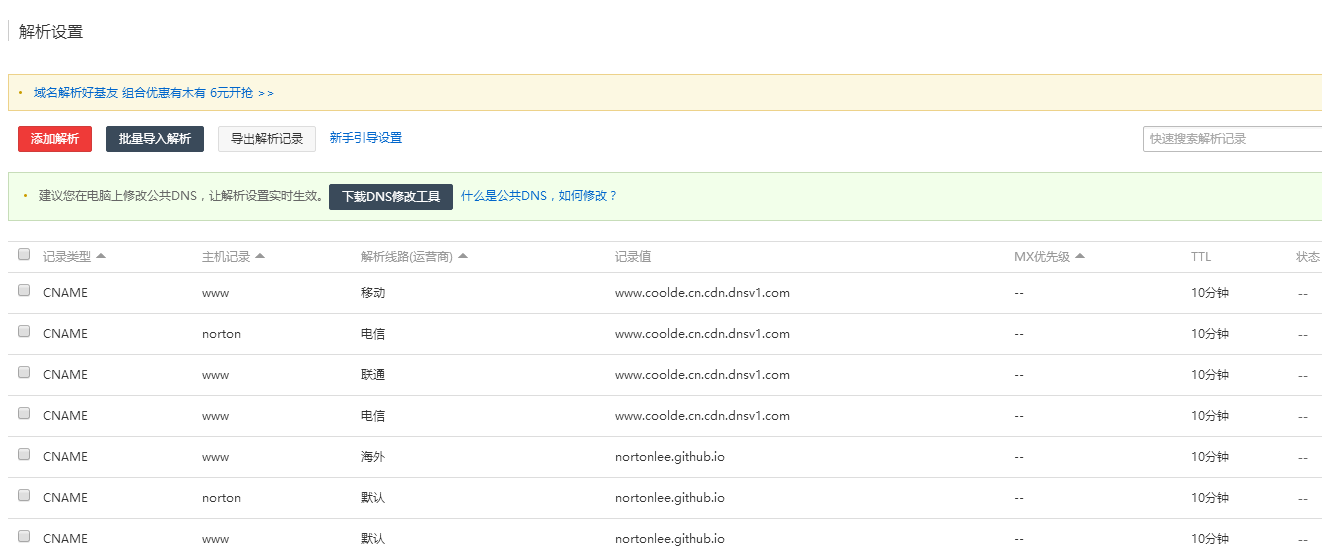 解析设置
域名解析好基友 组合优惠有木有 6元开抢 >>
添加解析 批量导入解析 导出解析记录 新手引导设置 快速搜索解析记录
建议您在电脑上修改公共DNS，让解析设置实时生效。 下载DNS修改工具 什么是公共DNS，如何修改？
记录类型 主机记录 解析线路(运营商) 记录值 MX优先级 TTL 状态
CNAME www 移动 www.coolde.cn.cdn.dnsv1.com -- 10分钟 --
CNAME norton 电信 www.coolde.cn.cdn.dnsv1.com -- 10分钟 --
CNAME www 联通 www.coolde.cn.cdn.dnsv1.com -- 10分钟 --
CNAME www 电信 www.coolde.cn.cdn.dnsv1.com -- 10分钟 --
CNAME www 海外 nortonlee.github.io -- 10分钟 --
CNAME norton 默认 nortonlee.github.io -- 10分钟 --
CNAME www 默认 nortonlee.github.io -- 10分钟 --